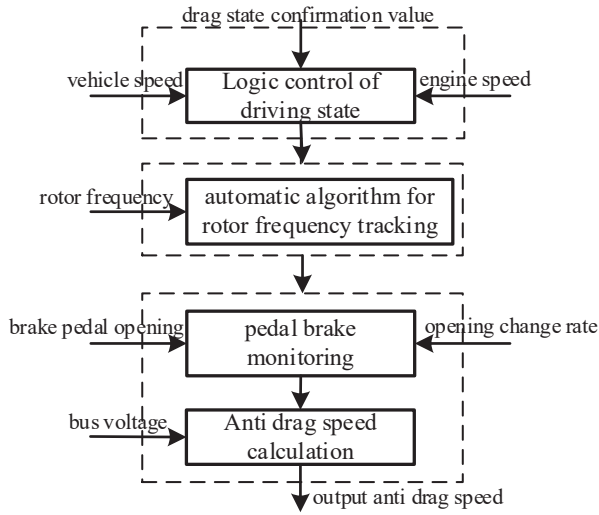 drag state confirmation value
vehicle speed
Logic control of
driving state
engine speed
rotor frequency
automatic algorithm for
rotor frequency tracking
brake pedal opening
pedal brake
monitoring
opening change rate
bus voltage
Anti drag speed
calculation
output anti drag speed